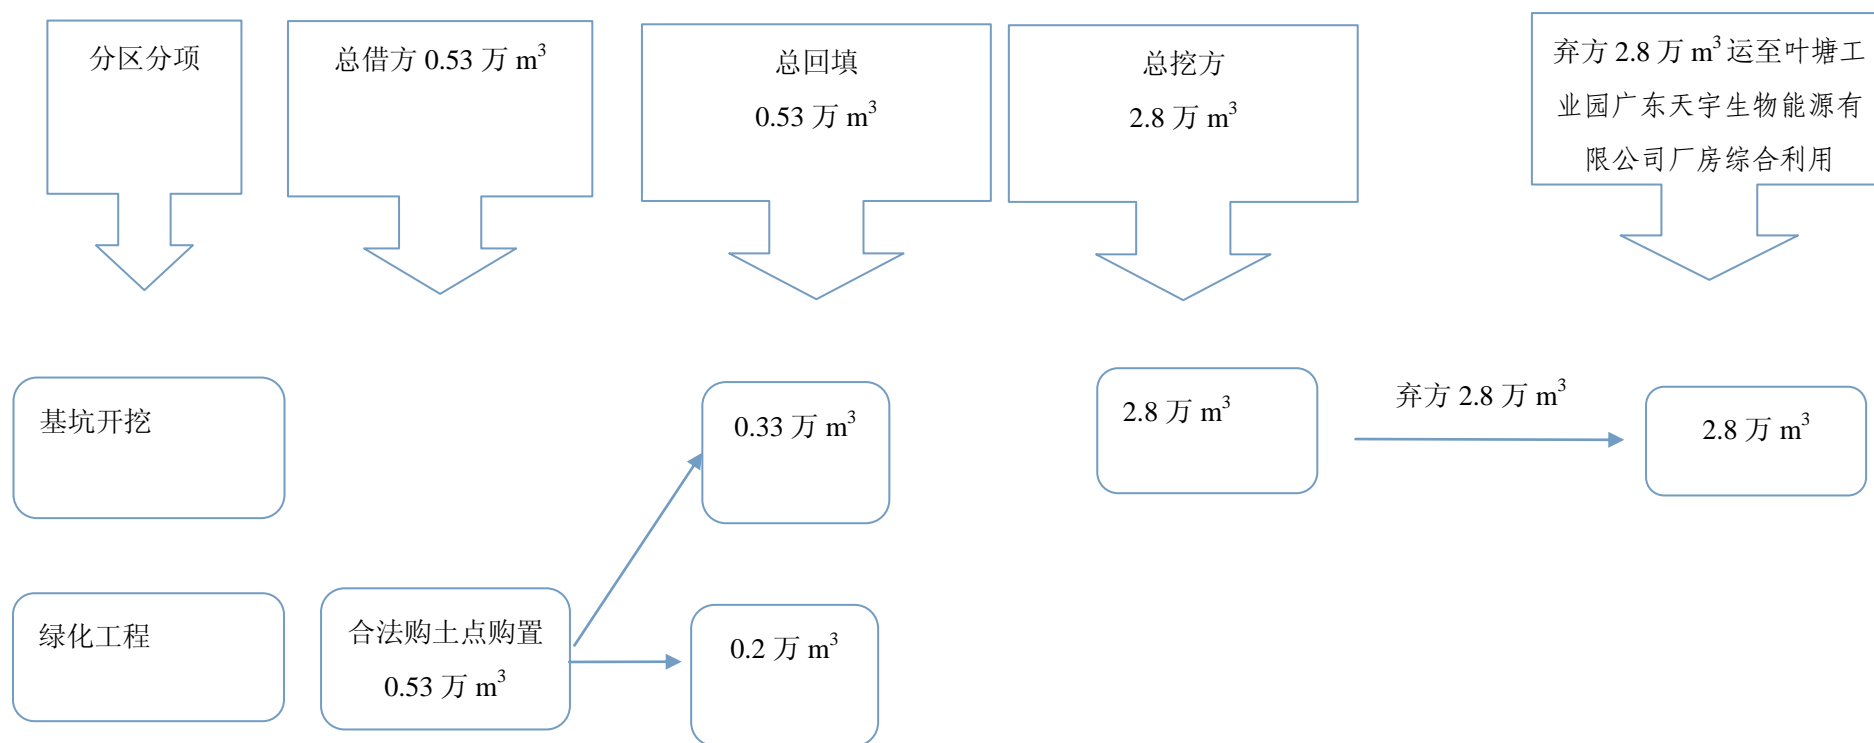 分区分项
总借方 0.53 万 m³
总回填
0.53 万 m³
总挖方
2.8 万 m³
弃方 2.8 万 m³ 运至叶塘工
业园广东天宇生物能源有
限公司厂房综合利用
基坑开挖
0.33 万 m³
2.8 万 m³
弃方 2.8 万 m³
2.8 万 m³
绿化工程
合法购土点购置
0.53 万 m³
0.2 万 m³